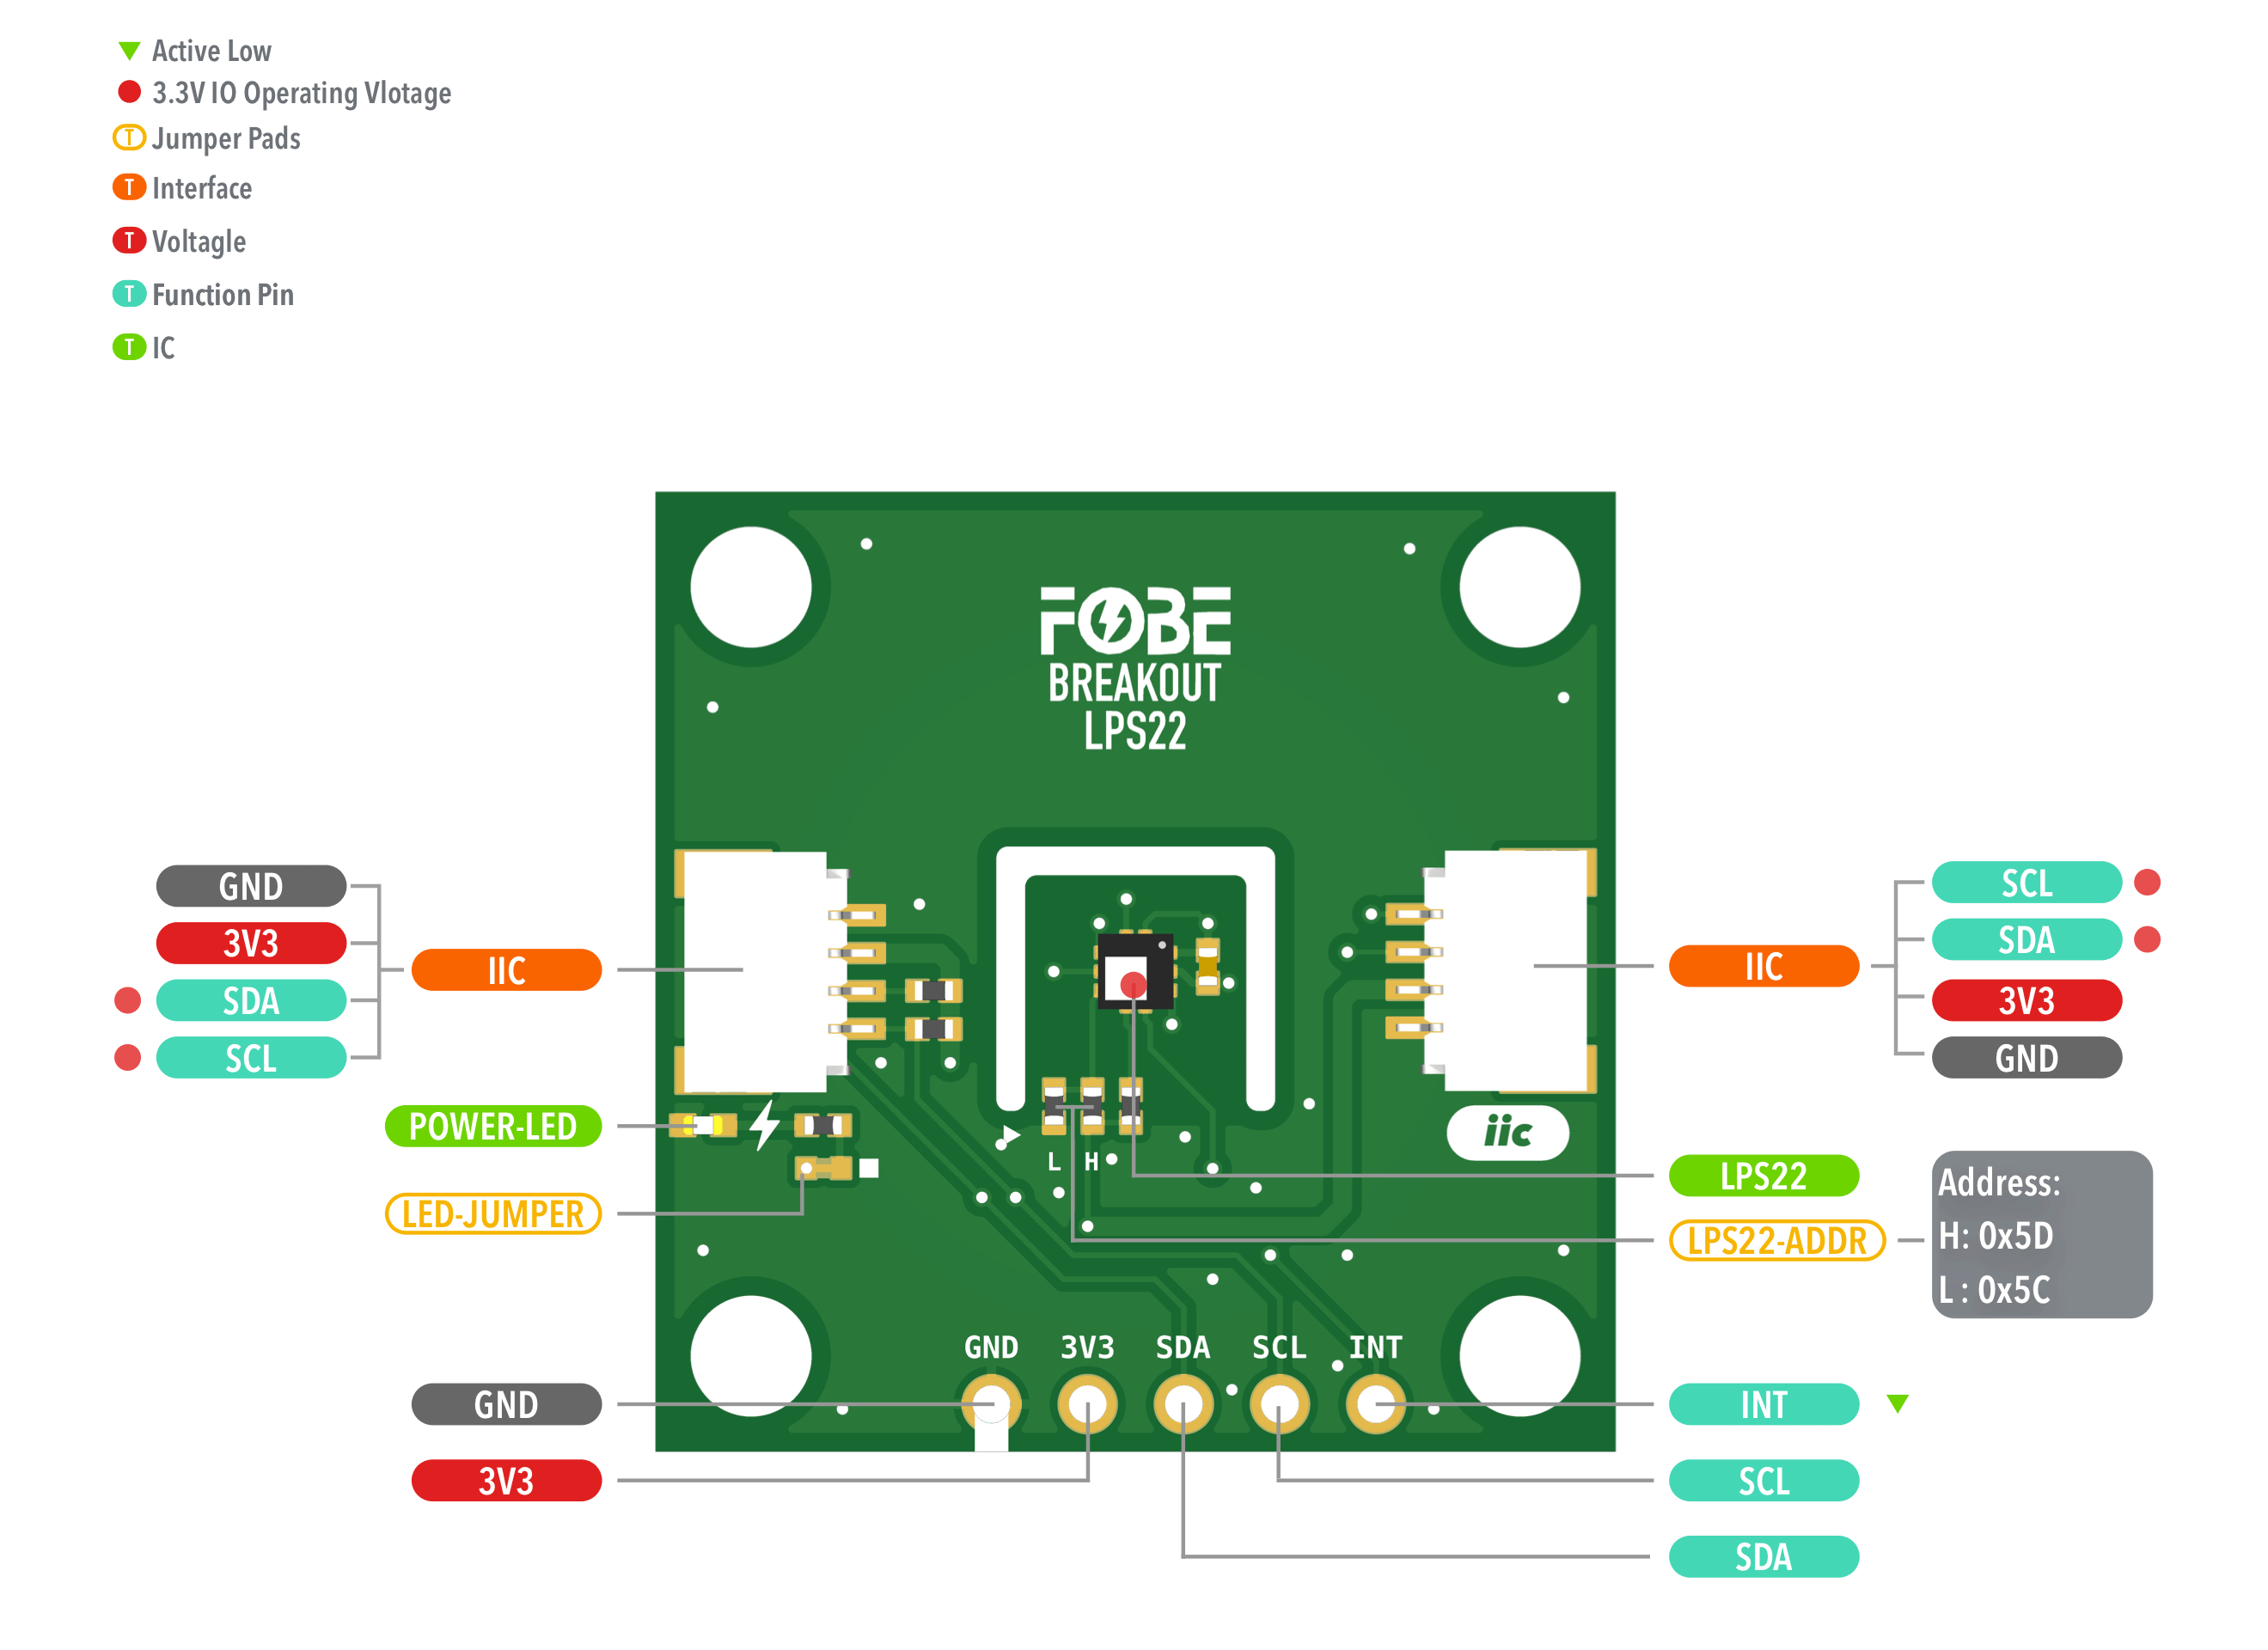 Active Low
3.3V IO Operating Vlotage
T Jumper Pads
T Interface
T Voltagle
T Function Pin
T IC
FOBE
BREAKOUT
LPS22
GND
3V3
SDA
SCL
IIC
POWER-LED
LED-JUMPER
L H
iic
IIC
SCL
SDA
3V3
GND
LPS22
LPS22-ADDR
Address:
H: 0x5D
L : 0x5C
GND 3V3 SDA SCL INT
GND
3V3
INT
SCL
SDA